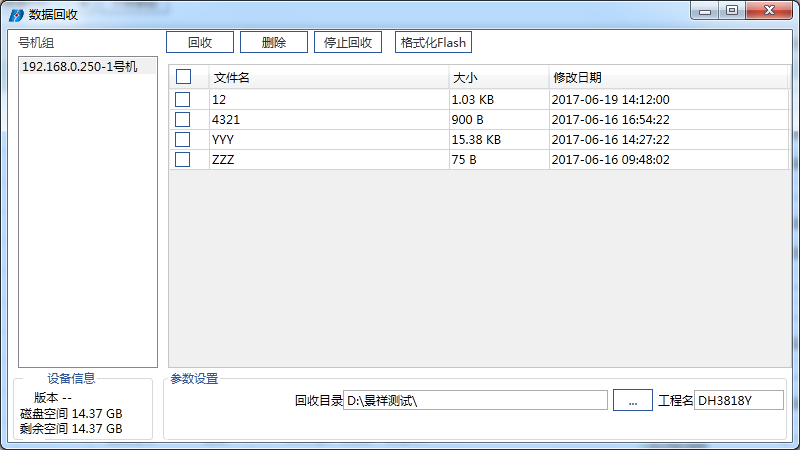 数据回收
号机组
回收 删除 停止回收 格式化Flash
192.168.0.250-1号机
文件名 大小 修改日期
12 1.03 KB 2017-06-19 14:12:00
4321 900 B 2017-06-16 16:54:22
YYY 15.38 KB 2017-06-16 14:27:22
ZZZ 75 B 2017-06-16 09:48:02
设备信息
版本 --
磁盘空间 14.37 GB
剩余空间 14.37 GB
参数设置
回收目录 D:\景祥测试\ ... 工程名 DH3818Y